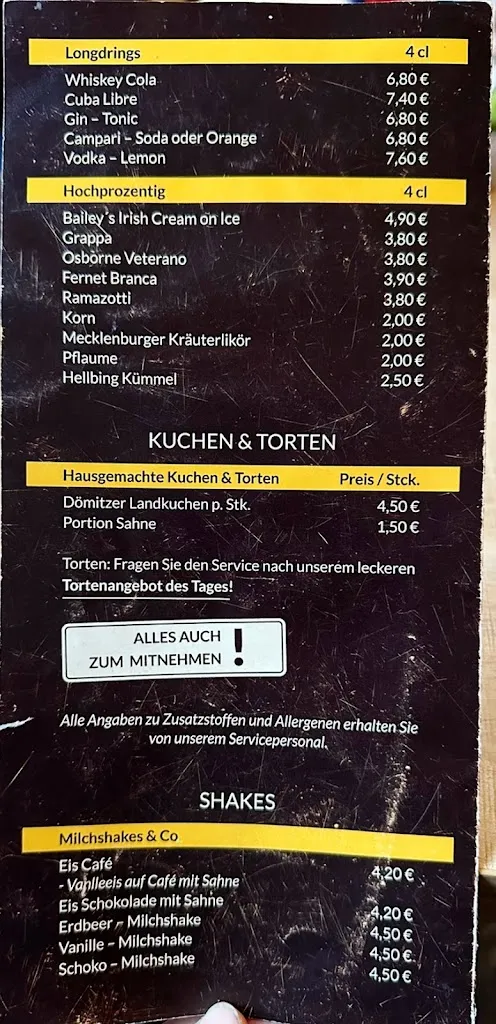 Longdrings 4 cl
Whiskey Cola 6,80 €
Cuba Libre 7,40 €
Gin – Tonic 6,80 €
Campari – Soda oder Orange 6,80 €
Vodka – Lemon 7,60 €
Hochprozentig 4 cl
Bailey´s Irish Cream on Ice 4,90 €
Grappa 3,80 €
Osborne Veterano 3,80 €
Fernet Branca 3,90 €
Ramazotti 3,80 €
Korn 2,00 €
Mecklenburger Kräuterlikör 2,00 €
Pflaume 2,00 €
Hellbing Kümmel 2,50 €
KUCHEN & TORTEN
Hausgemachte Kuchen & Torten Preis / Stck.
Dömitzer Landkuchen p. Stk. 4,50 €
Portion Sahne 1,50 €
Torten: Fragen Sie den Service nach unserem leckeren
Tortenangebot des Tages!
ALLES AUCH
ZUM MITNEHMEN !
Alle Angaben zu Zusatzstoffen und Allergenen erhalten Sie
von unserem Servicepersonal.
SHAKES
Milchshakes & Co
Eis Café 4,20 €
- Vanlleeis auf Café mit Sahne
Eis Schokolade mit Sahne 4,20 €
Erdbeer – Milchshake 4,50 €
Vanille – Milchshake 4,50 €
Schoko – Milchshake 4,50 €